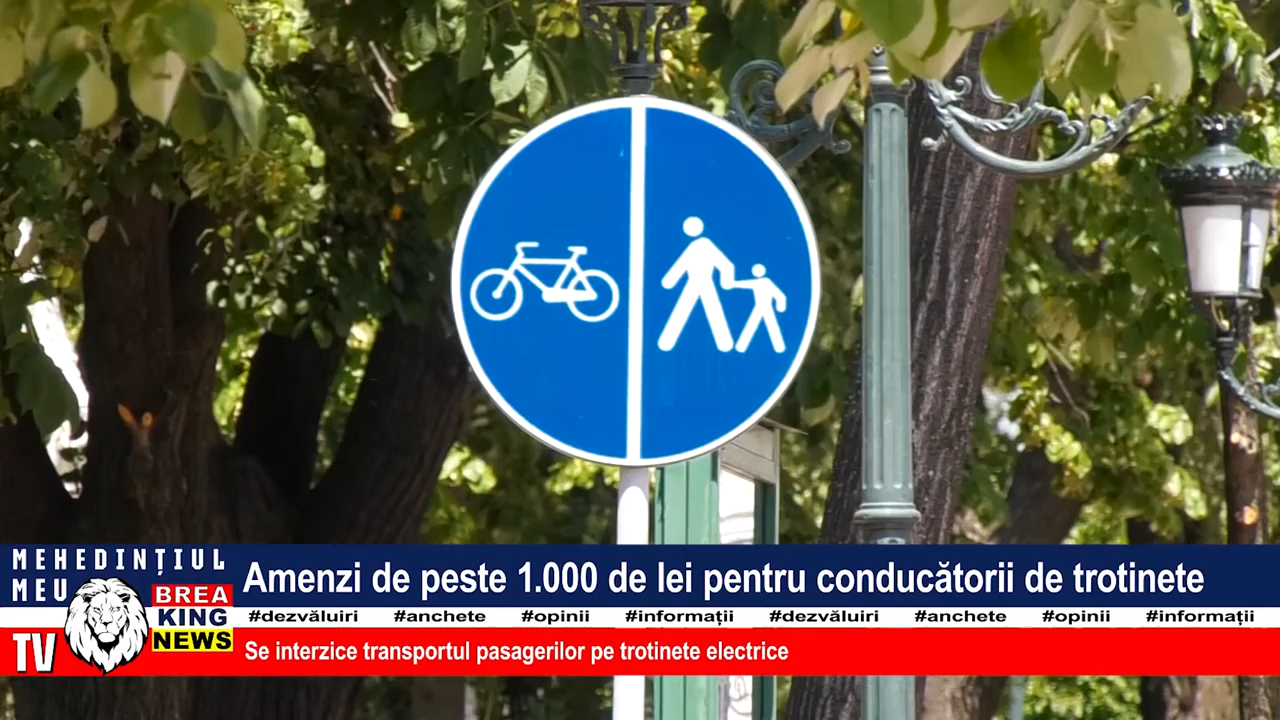 MEHEDINȚIUL
MEU
TV
BREA
KING
NEWS
Amenzi de peste 1.000 de lei pentru conducătorii de trotinete
#dezvăluiri #anchete #opinii #informații #dezvăluiri #anchete #opinii #informații
Se interzice transportul pasagerilor pe trotinete electrice